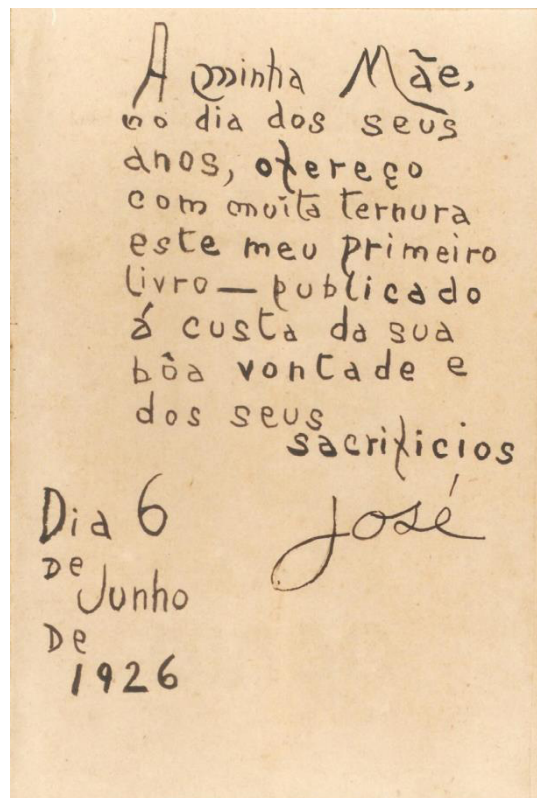 A minha Mãe,
no dia dos seus
anos, ofereço
com muita ternura
este meu primeiro
livro — publicado
á custa da sua
bôa vontade e
dos seus
sacrificios
José
Dia 6
De
Junho
De
1926